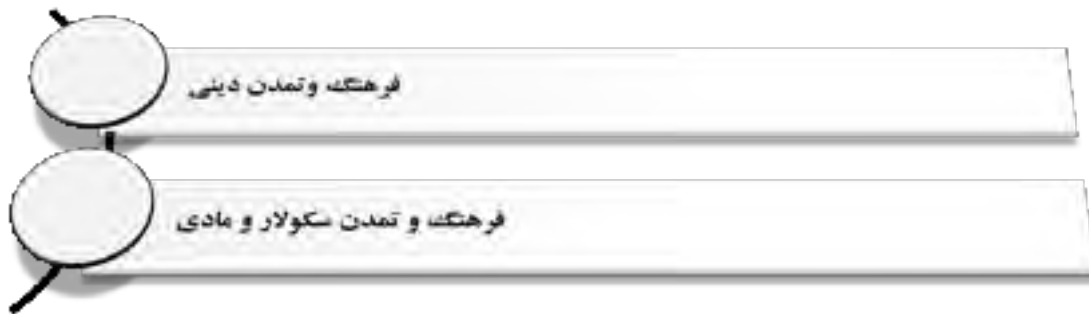 فرهنگ وتمدن دینی
فرهنگ و تمدن سکولار و مادی